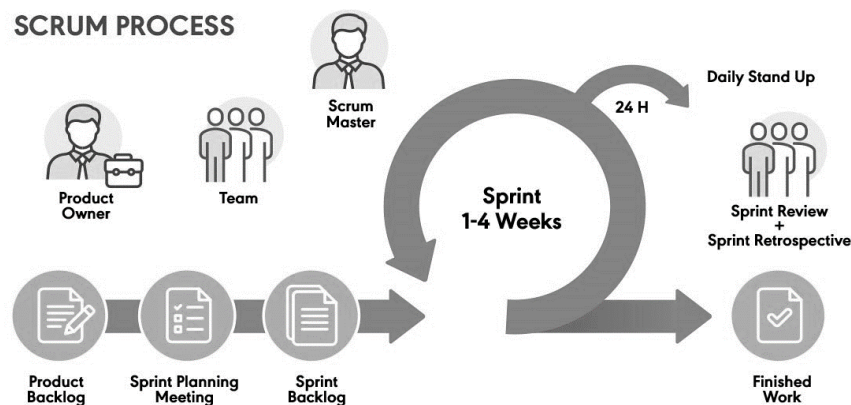 SCRUM PROCESS
Scrum
Master
Product
Owner
Team
Daily Stand Up
24 H
Sprint
1-4 Weeks
Sprint Review
+
Sprint Retrospective
Product
Backlog
Sprint Planning
Meeting
Sprint
Backlog
Finished
Work